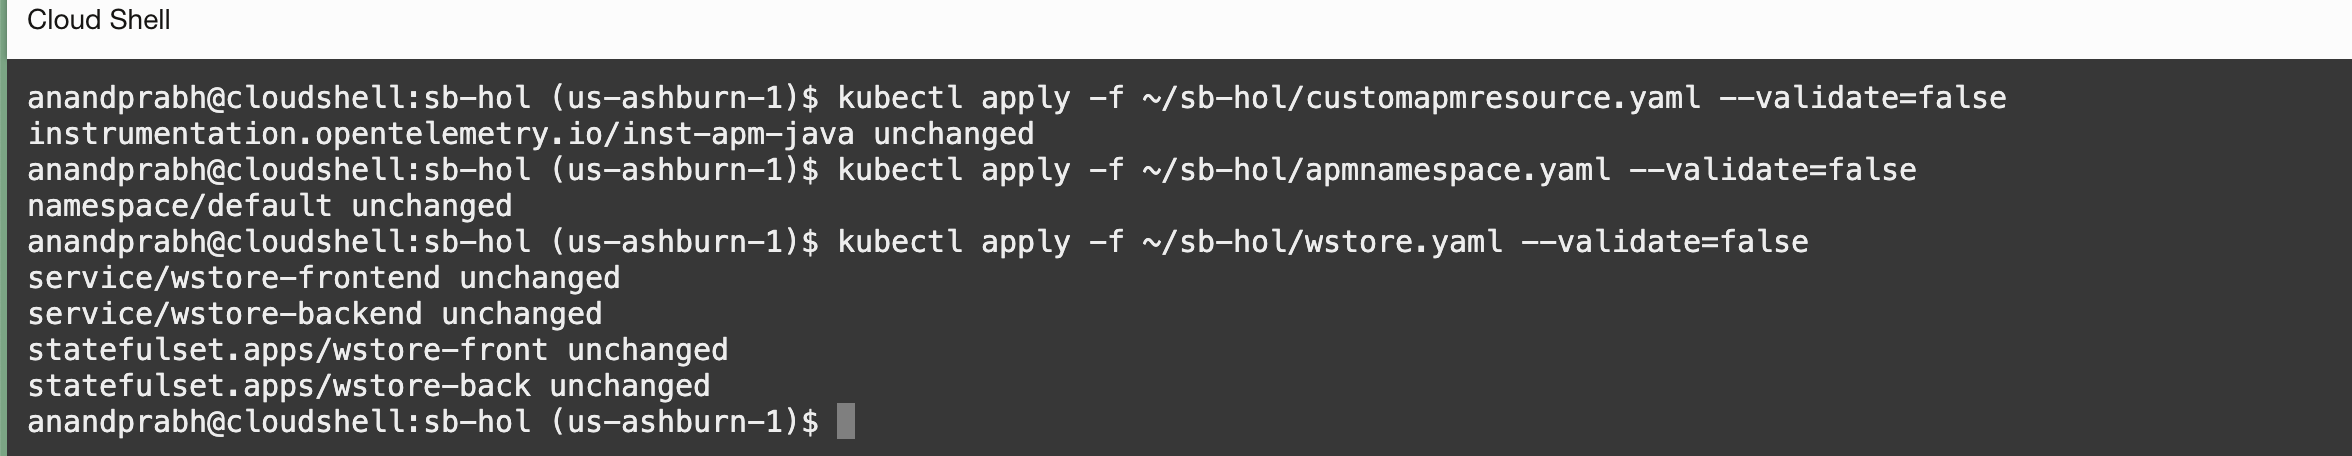 Cloud Shell
anandprabh@cloudshell:sb-hol (us-ashburn-1)$ kubectl apply -f ~/sb-hol/customapmresource.yaml --validate=false
instrumentation.opentelemetry.io/inst-apm-java unchanged
anandprabh@cloudshell:sb-hol (us-ashburn-1)$ kubectl apply -f ~/sb-hol/apmnamespace.yaml --validate=false
namespace/default unchanged
anandprabh@cloudshell:sb-hol (us-ashburn-1)$ kubectl apply -f ~/sb-hol/wstore.yaml --validate=false
service/wstore-frontend unchanged
service/wstore-backend unchanged
statefulset.apps/wstore-front unchanged
statefulset.apps/wstore-back unchanged
anandprabh@cloudshell:sb-hol (us-ashburn-1)$